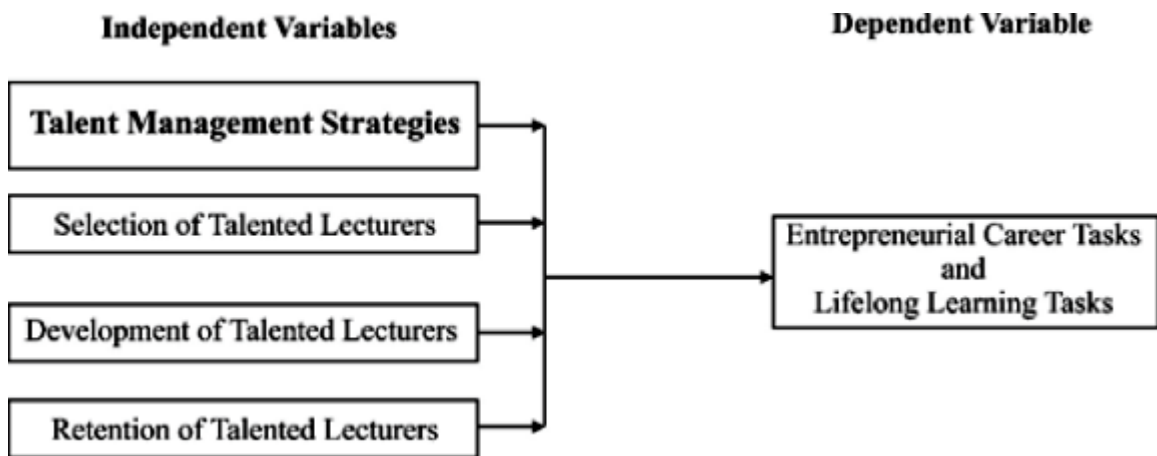 Independent Variables
Dependent Variable
Talent Management Strategies
Selection of Talented Lecturers
Development of Talented Lecturers
Retention of Talented Lecturers
Entrepreneurial Career Tasks
and
Lifelong Learning Tasks